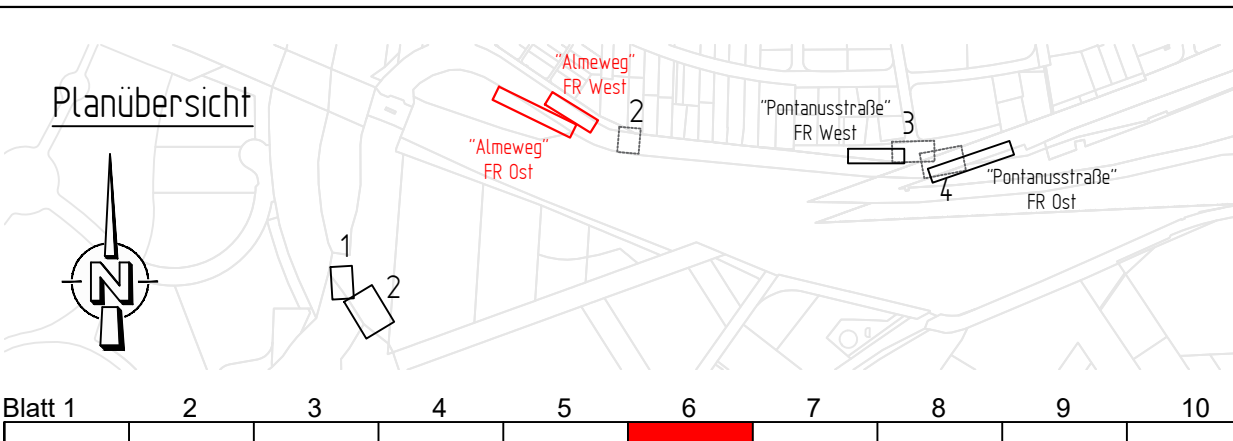 Planübersicht
"Almeweg"
FR West
"Almeweg"
FR Ost
2
"Pontanusstraße"
FR West
3
4
"Pontanusstraße"
FR Ost
N
1
2
Blatt 1 2 3 4 5 6 7 8 9 10